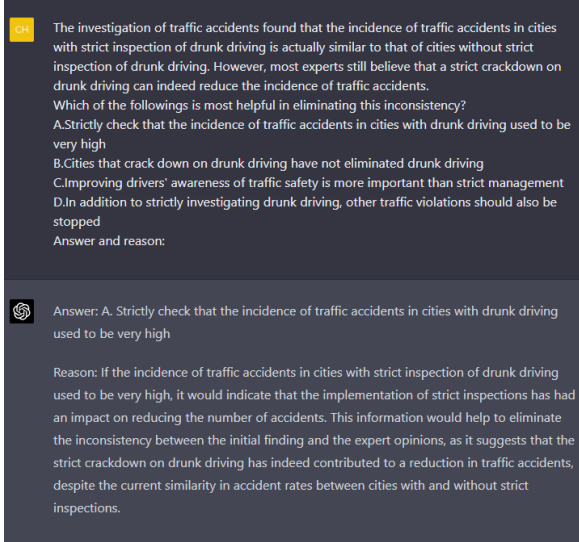 CH
The investigation of traffic accidents found that the incidence of traffic accidents in cities
with strict inspection of drunk driving is actually similar to that of cities without strict
inspection of drunk driving. However, most experts still believe that a strict crackdown on
drunk driving can indeed reduce the incidence of traffic accidents.
Which of the followings is most helpful in eliminating this inconsistency?
A.Strictly check that the incidence of traffic accidents in cities with drunk driving used to be
very high
B.Cities that crack down on drunk driving have not eliminated drunk driving
C.Improving drivers' awareness of traffic safety is more important than strict management
D.In addition to strictly investigating drunk driving, other traffic violations should also be
stopped
Answer and reason:
Answer: A. Strictly check that the incidence of traffic accidents in cities with drunk driving
used to be very high
Reason: If the incidence of traffic accidents in cities with strict inspection of drunk driving
used to be very high, it would indicate that the implementation of strict inspections has had
an impact on reducing the number of accidents. This information would help to eliminate
the inconsistency between the initial finding and the expert opinions, as it suggests that the
strict crackdown on drunk driving has indeed contributed to a reduction in traffic accidents,
despite the current similarity in accident rates between cities with and without strict
inspections.